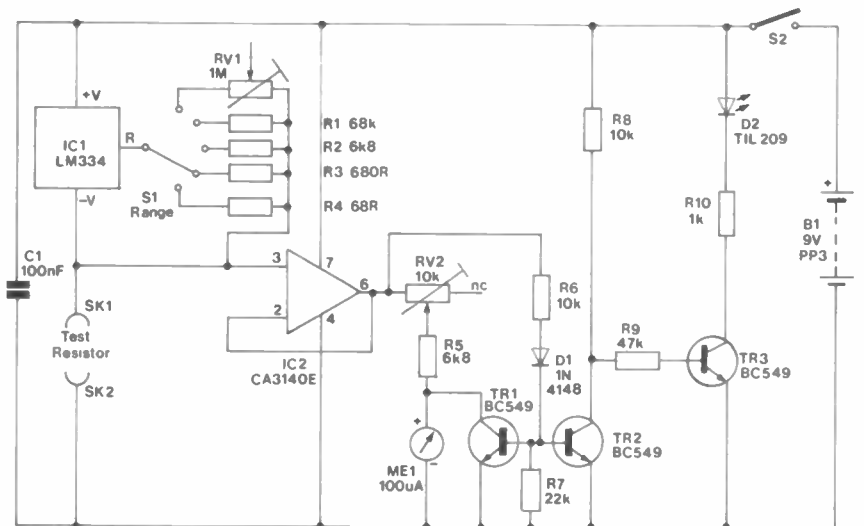 S2
RV1
1M
+V
IC1
LM334
R
-V
S1
Range
R1 68k
R2 6k8
R3 680R
R4 68R
R8
10k
D2
TIL 209
R10
1k
+
B1
9V
PP3
C1
100nF
SK1
Test
Resistor
SK2
3
7
2
6
4
IC2
CA3140E
RV2
10k
nc
R5
6k8
R6
10k
D1
1N
4148
R9
47k
TR3
BC549
TR1
BC549
TR2
BC549
+
-
ME1
100uA
R7
22k